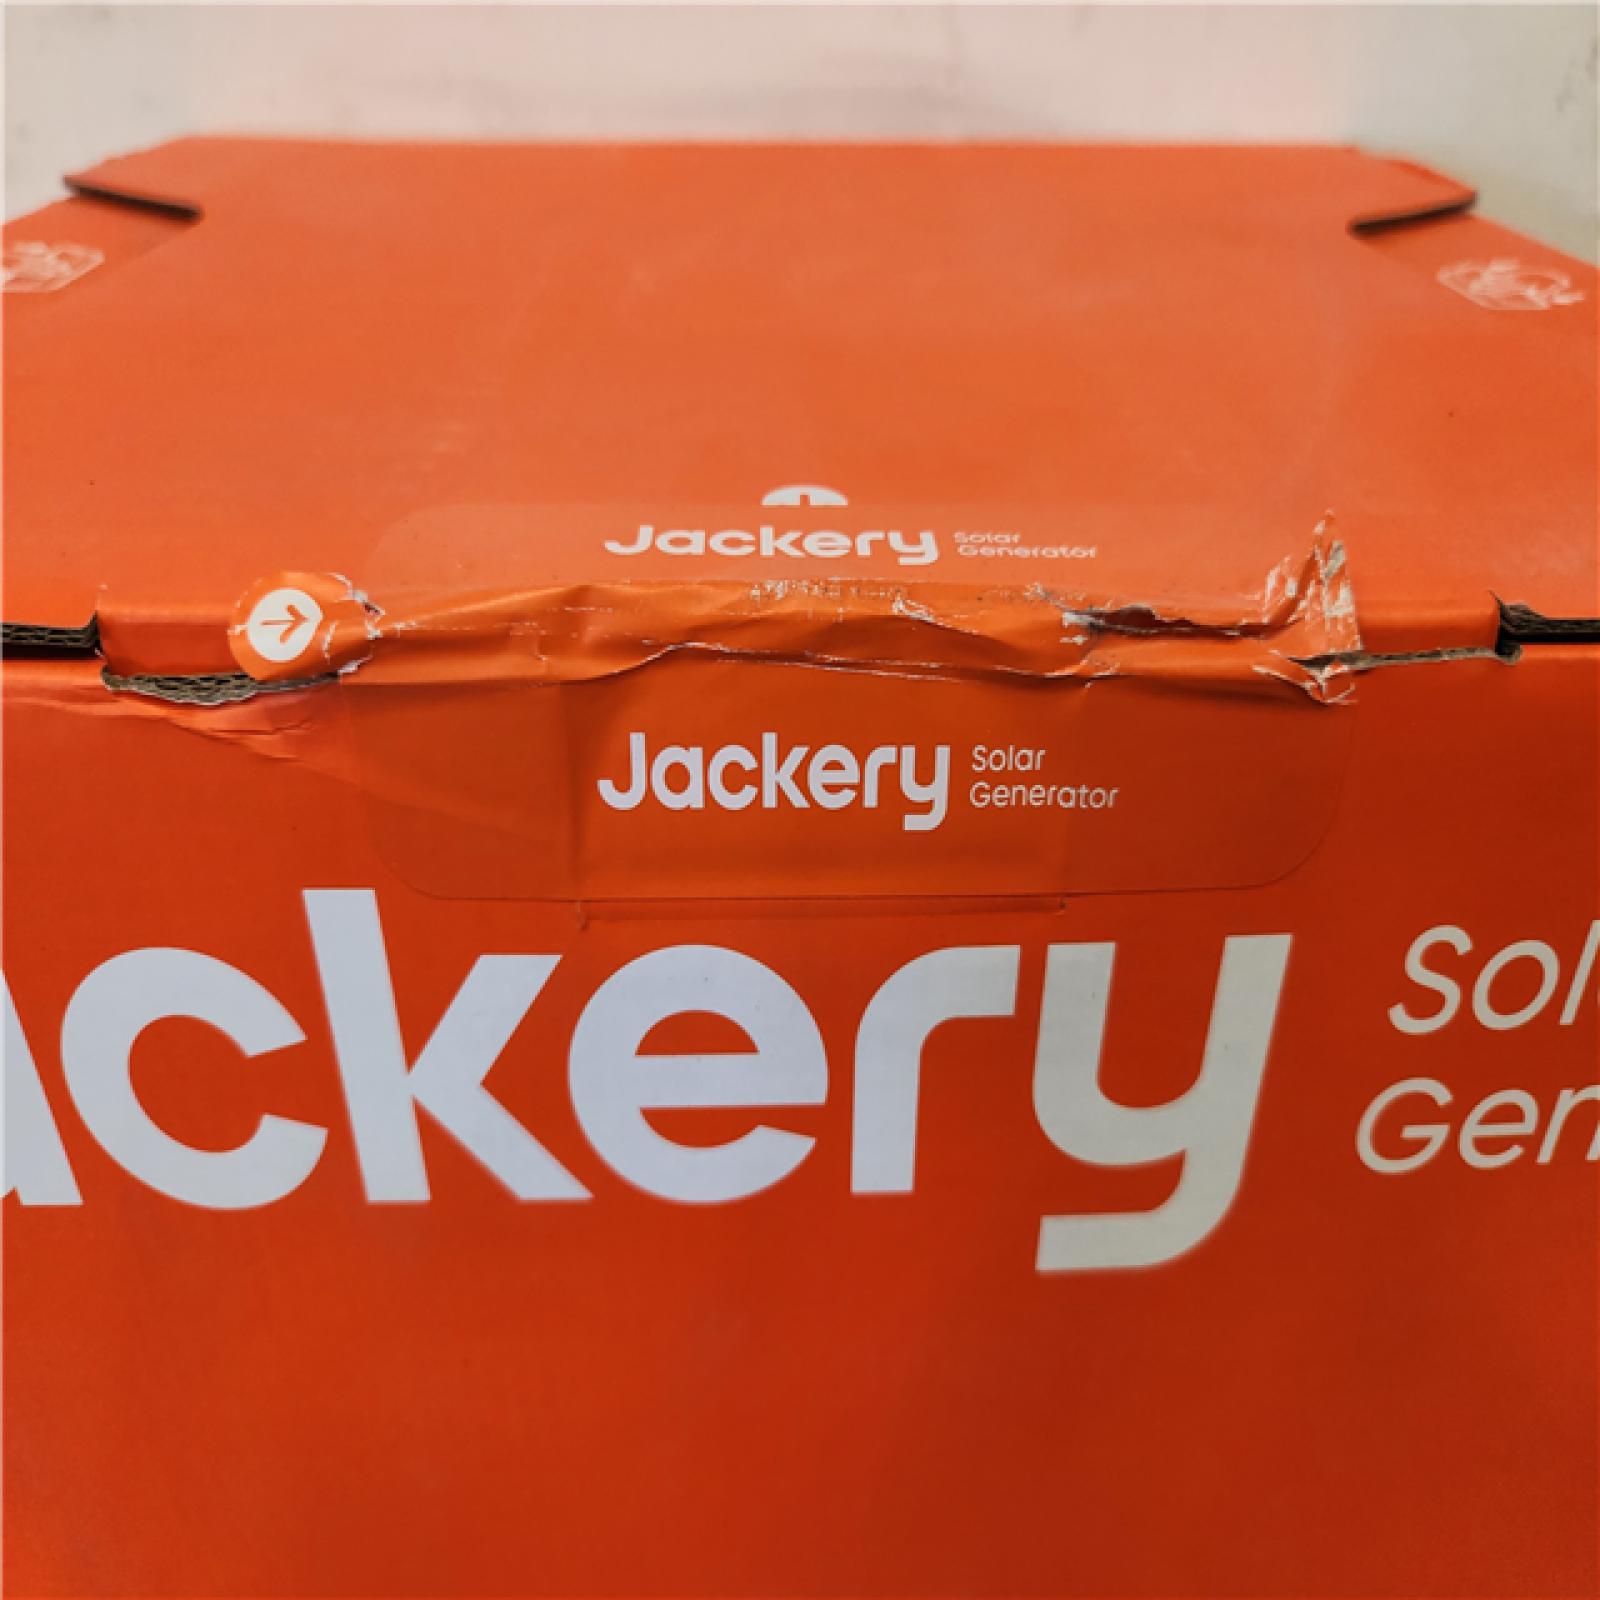 Jackery Solar
Generator
Jackery Solar
Generator
ackery Sol
Gen